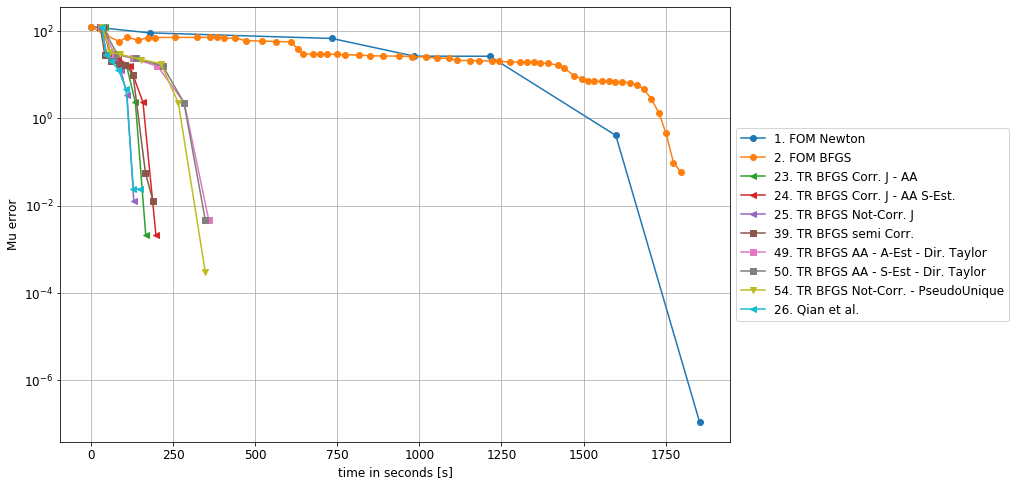 10^2
10^0
10^-2
10^-4
10^-6
Mu error
0 250 500 750 1000 1250 1500 1750
time in seconds [s]
1. FOM Newton
2. FOM BFGS
23. TR BFGS Corr. J - AA
24. TR BFGS Corr. J - AA S-Est.
25. TR BFGS Not-Corr. J
39. TR BFGS semi Corr.
49. TR BFGS AA - A-Est - Dir. Taylor
50. TR BFGS AA - S-Est - Dir. Taylor
54. TR BFGS Not-Corr. - PseudoUnique
26. Qian et al.